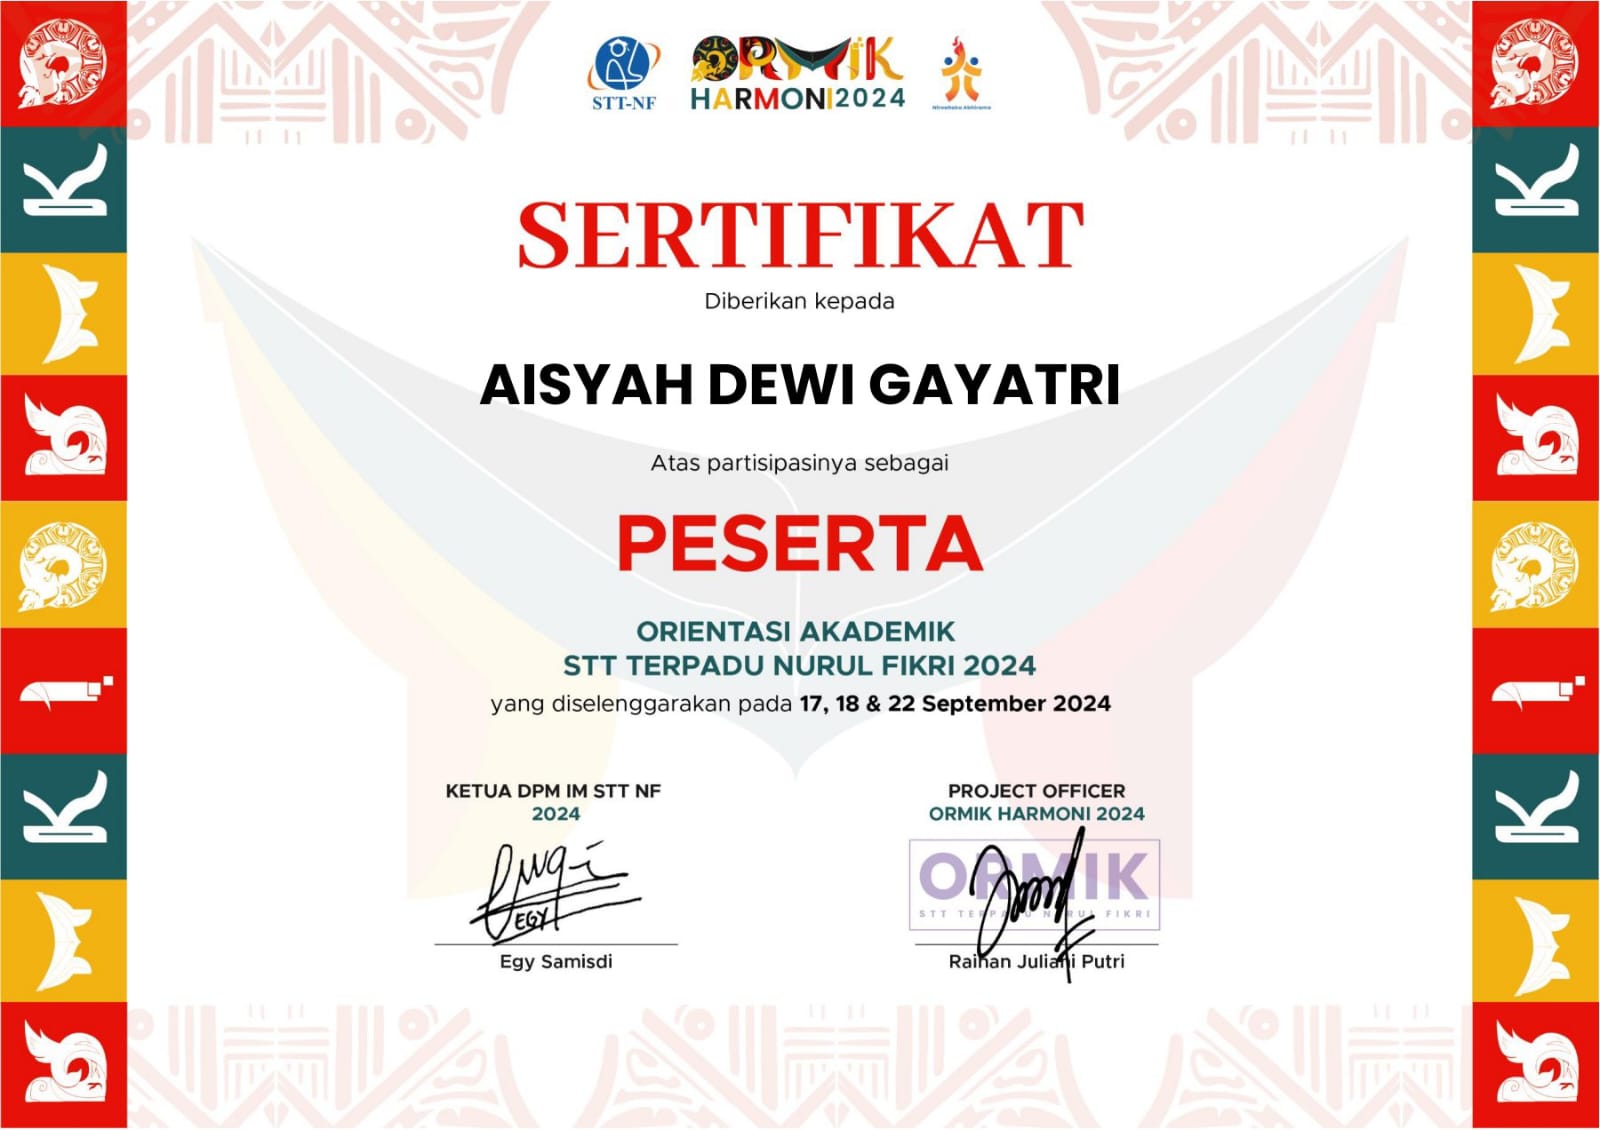 STT-NF
ORMIK
HARMONI 2024
Nirwahana Abhirama
SERTIFIKAT
Diberikan kepada
AISYAH DEWI GAYATRI
Atas partisipasinya sebagai
PESERTA
ORIENTASI AKADEMIK
STT TERPADU NURUL FIKRI 2024
yang diselenggarakan pada 17, 18 & 22 September 2024
KETUA DPM IM STT NF
2024
EGY
Egy Samisdi
PROJECT OFFICER
ORMIK HARMONI 2024
ORMIK
STT TERPADU NURUL FIKRI
Raihan Juliani Putri